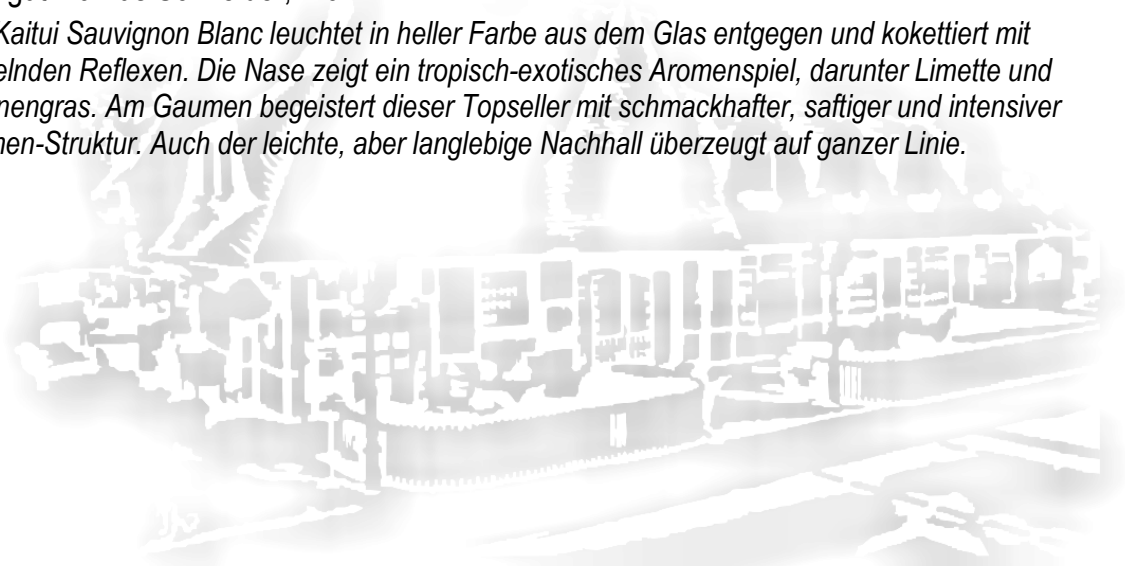 Kaitui Sauvignon Blanc leuchtet in heller Farbe aus dem Glas entgegen und kokettiert mit
elnden Reflexen. Die Nase zeigt ein tropisch-exotisches Aromenspiel, darunter Limette und
nengras. Am Gaumen begeistert dieser Topseller mit schmackhafter, saftiger und intensiver
nen-Struktur. Auch der leichte, aber langlebige Nachhall überzeugt auf ganzer Linie.